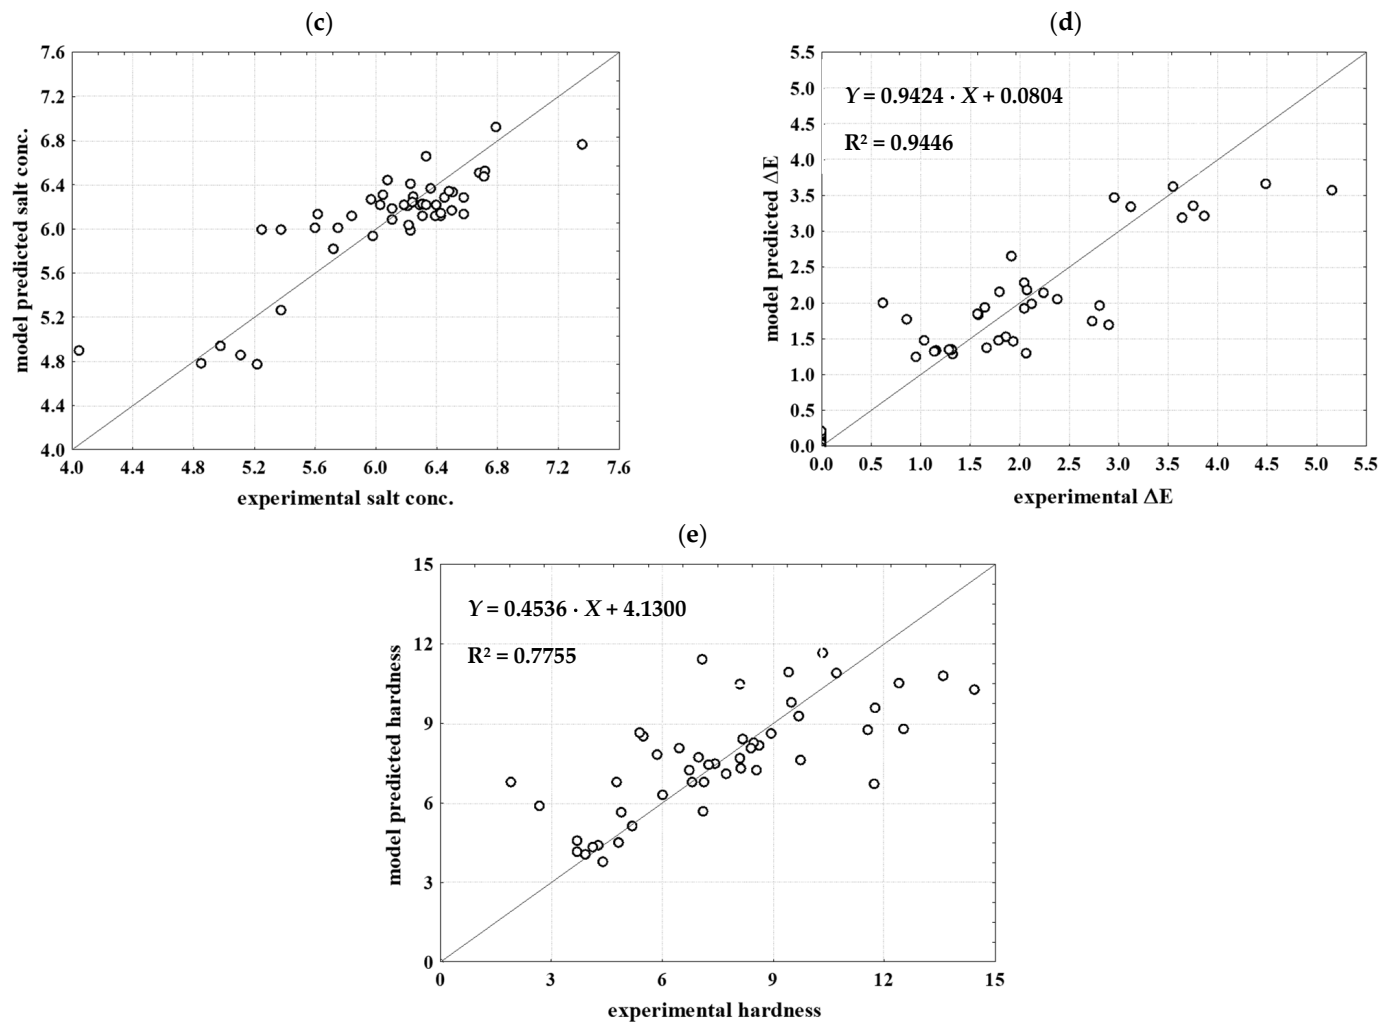 (c)
7.6
7.2
6.8
6.4
6.0
5.6
5.2
4.8
4.4
4.0
model predicted salt conc.
4.0 4.4 4.8 5.2 5.6 6.0 6.4 6.8 7.2 7.6
experimental salt conc.
(d)
5.5
5.0
4.5
4.0
3.5
3.0
2.5
2.0
1.5
1.0
0.5
0.0
model predicted ΔE
Y = 0.9424 · X + 0.0804
R² = 0.9446
0.0 0.5 1.0 1.5 2.0 2.5 3.0 3.5 4.0 4.5 5.0 5.5
experimental ΔE
(e)
15
12
9
6
3
0
model predicted hardness
Y = 0.4536 · X + 4.1300
R² = 0.7755
0 3 6 9 12 15
experimental hardness